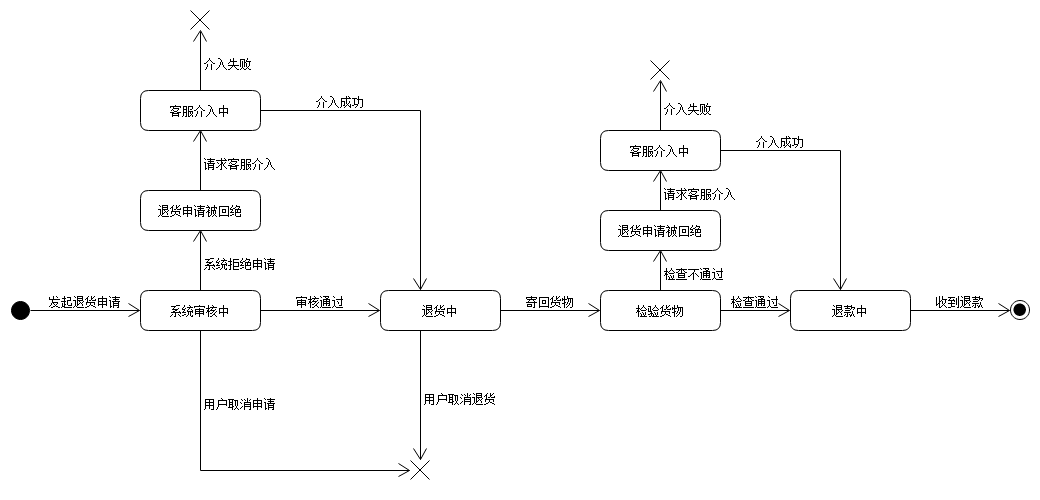 介入失败
客服介入中
介入成功
请求客服介入
退货申请被回绝
系统拒绝申请
发起退货申请
系统审核中
审核通过
退货中
用户取消申请
用户取消退货
寄回货物
介入失败
客服介入中
介入成功
请求客服介入
退货申请被回绝
检查不通过
检验货物
检查通过
退款中
收到退款